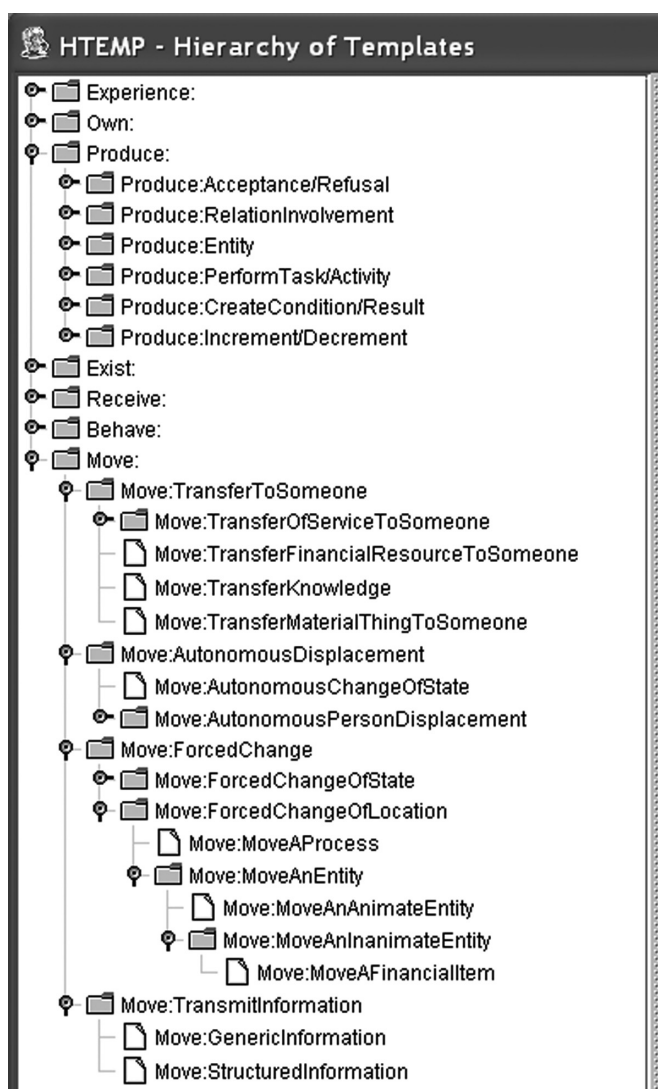 HTEMP - Hierarchy of Templates
Experience:
Own:
Produce:
Produce:Acceptance/Refusal
Produce:RelationInvolvement
Produce:Entity
Produce:PerformTask/Activity
Produce:CreateCondition/Result
Produce:Increment/Decrement
Exist:
Receive:
Behave:
Move:
Move:TransferToSomeone
Move:TransferOfServiceToSomeone
Move:TransferFinancialResourceToSomeone
Move:TransferKnowledge
Move:TransferMaterialThingToSomeone
Move:AutonomousDisplacement
Move:AutonomousChangeOfState
Move:AutonomousPersonDisplacement
Move:ForcedChange
Move:ForcedChangeOfState
Move:ForcedChangeOfLocation
Move:MoveAProcess
Move:MoveAnEntity
Move:MoveAnAnimateEntity
Move:MoveAnInanimateEntity
Move:MoveAFinancialItem
Move:TransmitInformation
Move:GenericInformation
Move:StructuredInformation